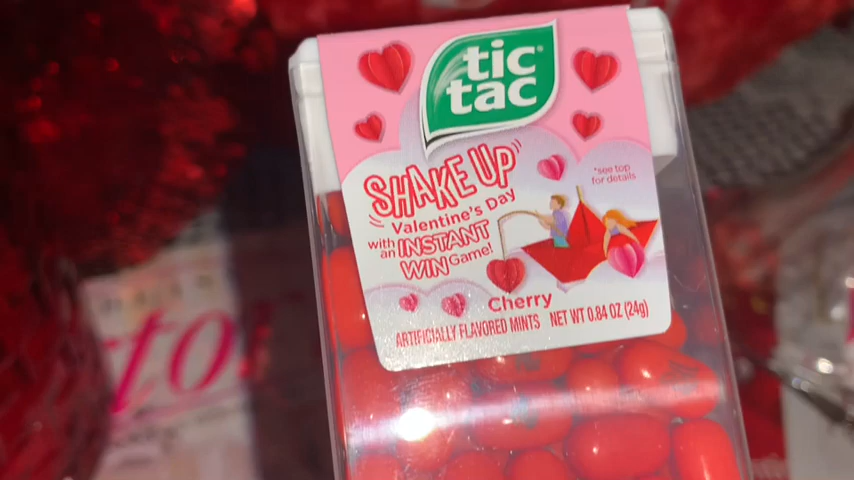 tic
tac
SHAKE UP
Valentine's Day
with
an INSTANT
WIN Game!
*see top
for details
Cherry
ARTIFICIALLY FLAVORED MINTS NET WT 0.84 OZ (24g)